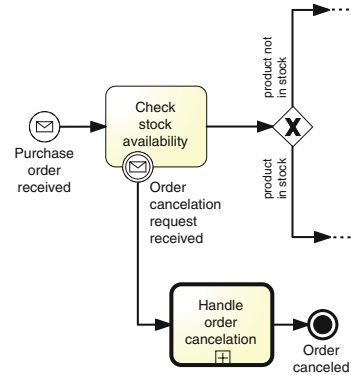 product not
in stock
Check
stock
availability
X
Purchase
order
received
product
in stock
Order
cancelation
request
received
Handle
order
cancelation
Order
canceled